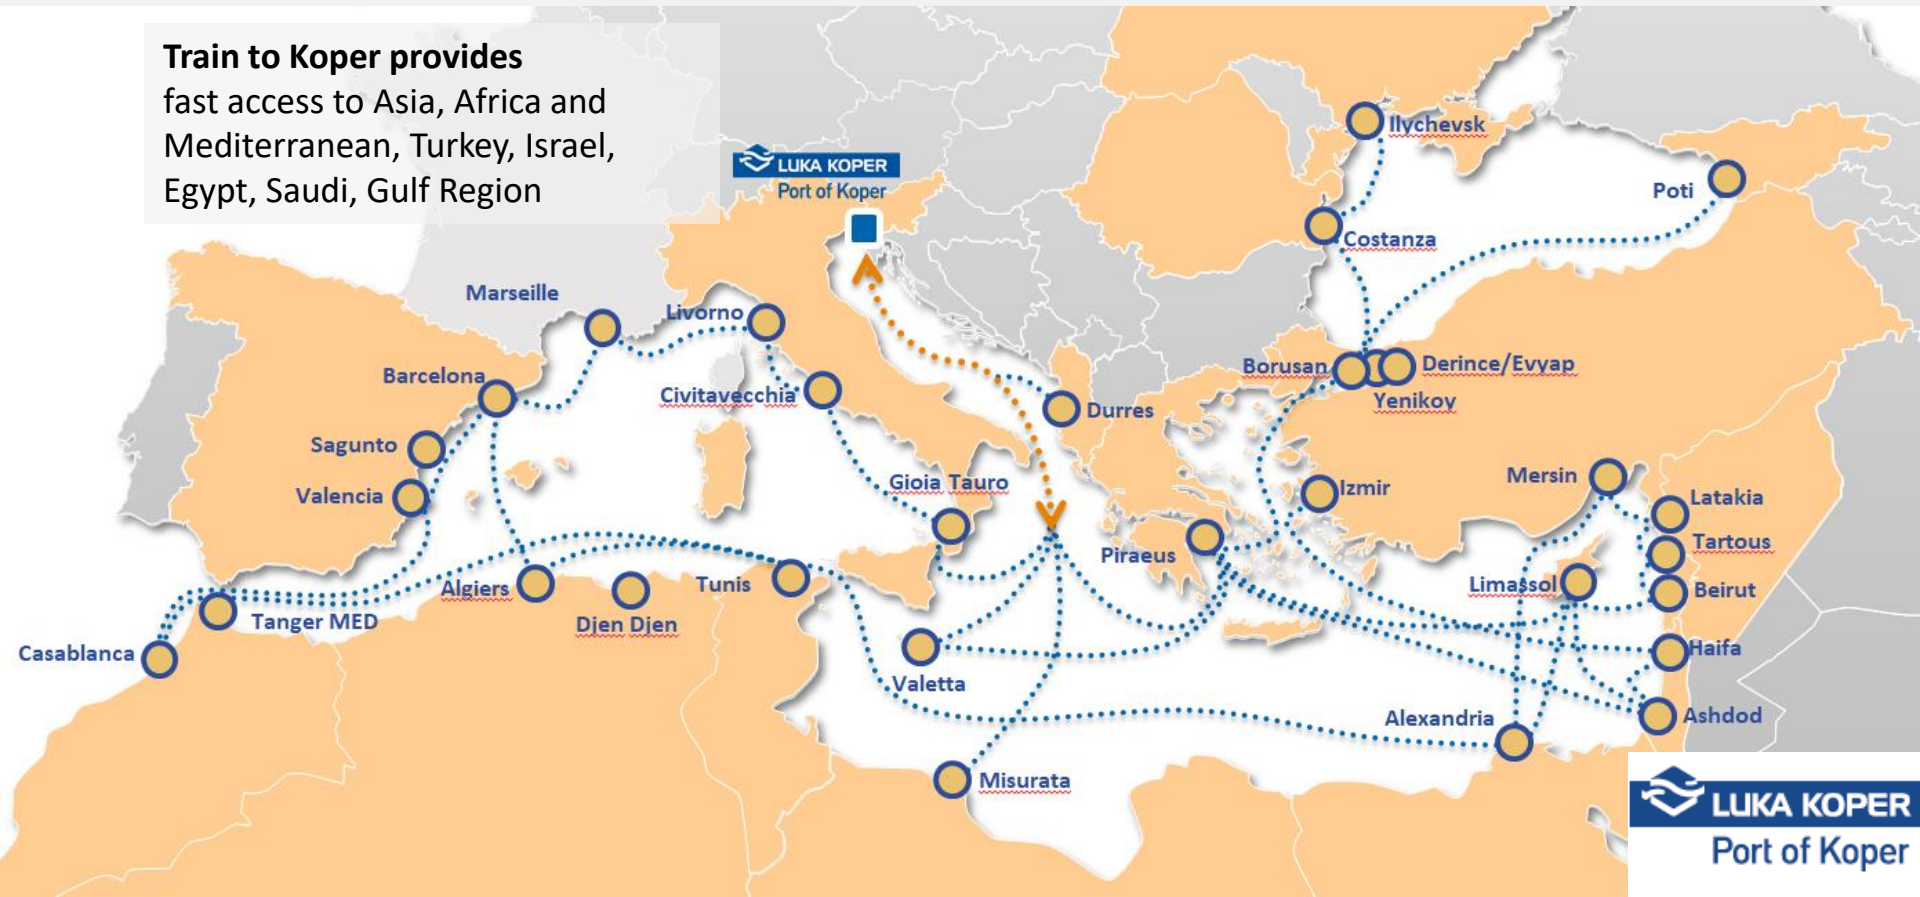 Train to Koper provides
fast access to Asia, Africa and
Mediterranean, Turkey, Israel,
Egypt, Saudi, Gulf Region
LUKA KOPER
Port of Koper
Ilychevsk
Poti
Costanza
Marseille
Livorno
Barcelona
Civitavecchia
Borusan
Derince/Evyap
Yenikoy
Durres
Sagunto
Valencia
Gioia Tauro
Izmir
Mersin
Latakia
Tartous
Piraeus
Limassol
Beirut
Algiers
Tunis
Djen Djen
Tanger MED
Casablanca
Haifa
Valetta
Alexandria
Ashdod
Misurata
LUKA KOPER
Port of Koper